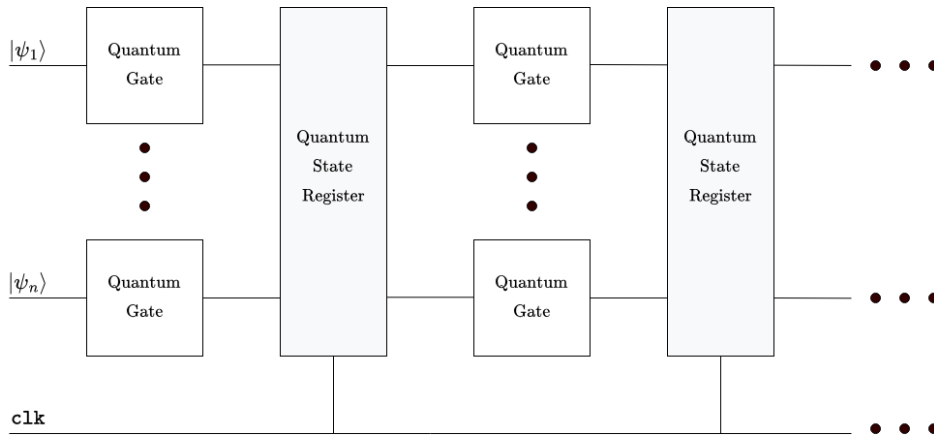 |ψ₁⟩
Quantum
Gate
Quantum
State
Register
Quantum
Gate
Quantum
State
Register
|ψₙ⟩
Quantum
Gate
Quantum
Gate
clk